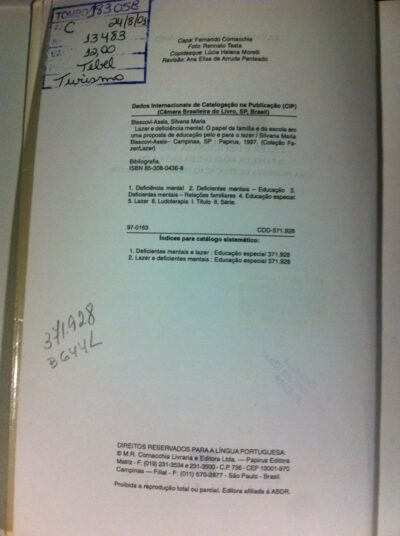 TOMBO: 183058
C 24/8/01
13483
12,00
Tebel
Turismo
Capa: Fernando Cornacchia
Foto: Rennato Testa
Copidesque: Lúcia Helena Morelli
Revisão: Ana Elisa de Arruda Penteado
Dados Internacionais de Catalogação na Publicação (CIP)
(Câmara Brasileira do Livro, SP, Brasil)
Blascovi-Assis, Silvana Maria
Lazer e deficiência mental: O papel da família e da escola em
uma proposta de educação pelo e para o lazer / Silvana Maria
Blascovi-Assis– Campinas, SP : Papirus, 1997. (Coleção Fa-
zer/Lazer)
Bibliografia.
ISBN 85-308-0436-8
1. Deficiência mental 2. Deficientes mentais – Educação 3.
Deficientes mentais – Relações familiares 4. Educação especial
5. Lazer 6. Ludoterapia I. Título II. Série.
97-0163 CDD-371.928
Índices para catálogo sistemático:
1. Deficientes mentais e lazer : Educação especial 371.928
2. Lazer e deficientes mentais : Educação especial 371.928
371.928
B644L
DIREITOS RESERVADOS PARA A LÍNGUA PORTUGUESA:
© M.R. Cornacchia Livraria e Editora Ltda. — Papirus Editora
Matriz - F: (019) 231-3534 e 231-3500 - C.P. 736 - CEP 13001-970
Campinas — Filial - F: (011) 570-2877 - São Paulo - Brasil.
Proibida a reprodução total ou parcial. Editora afiliada à ABDR.